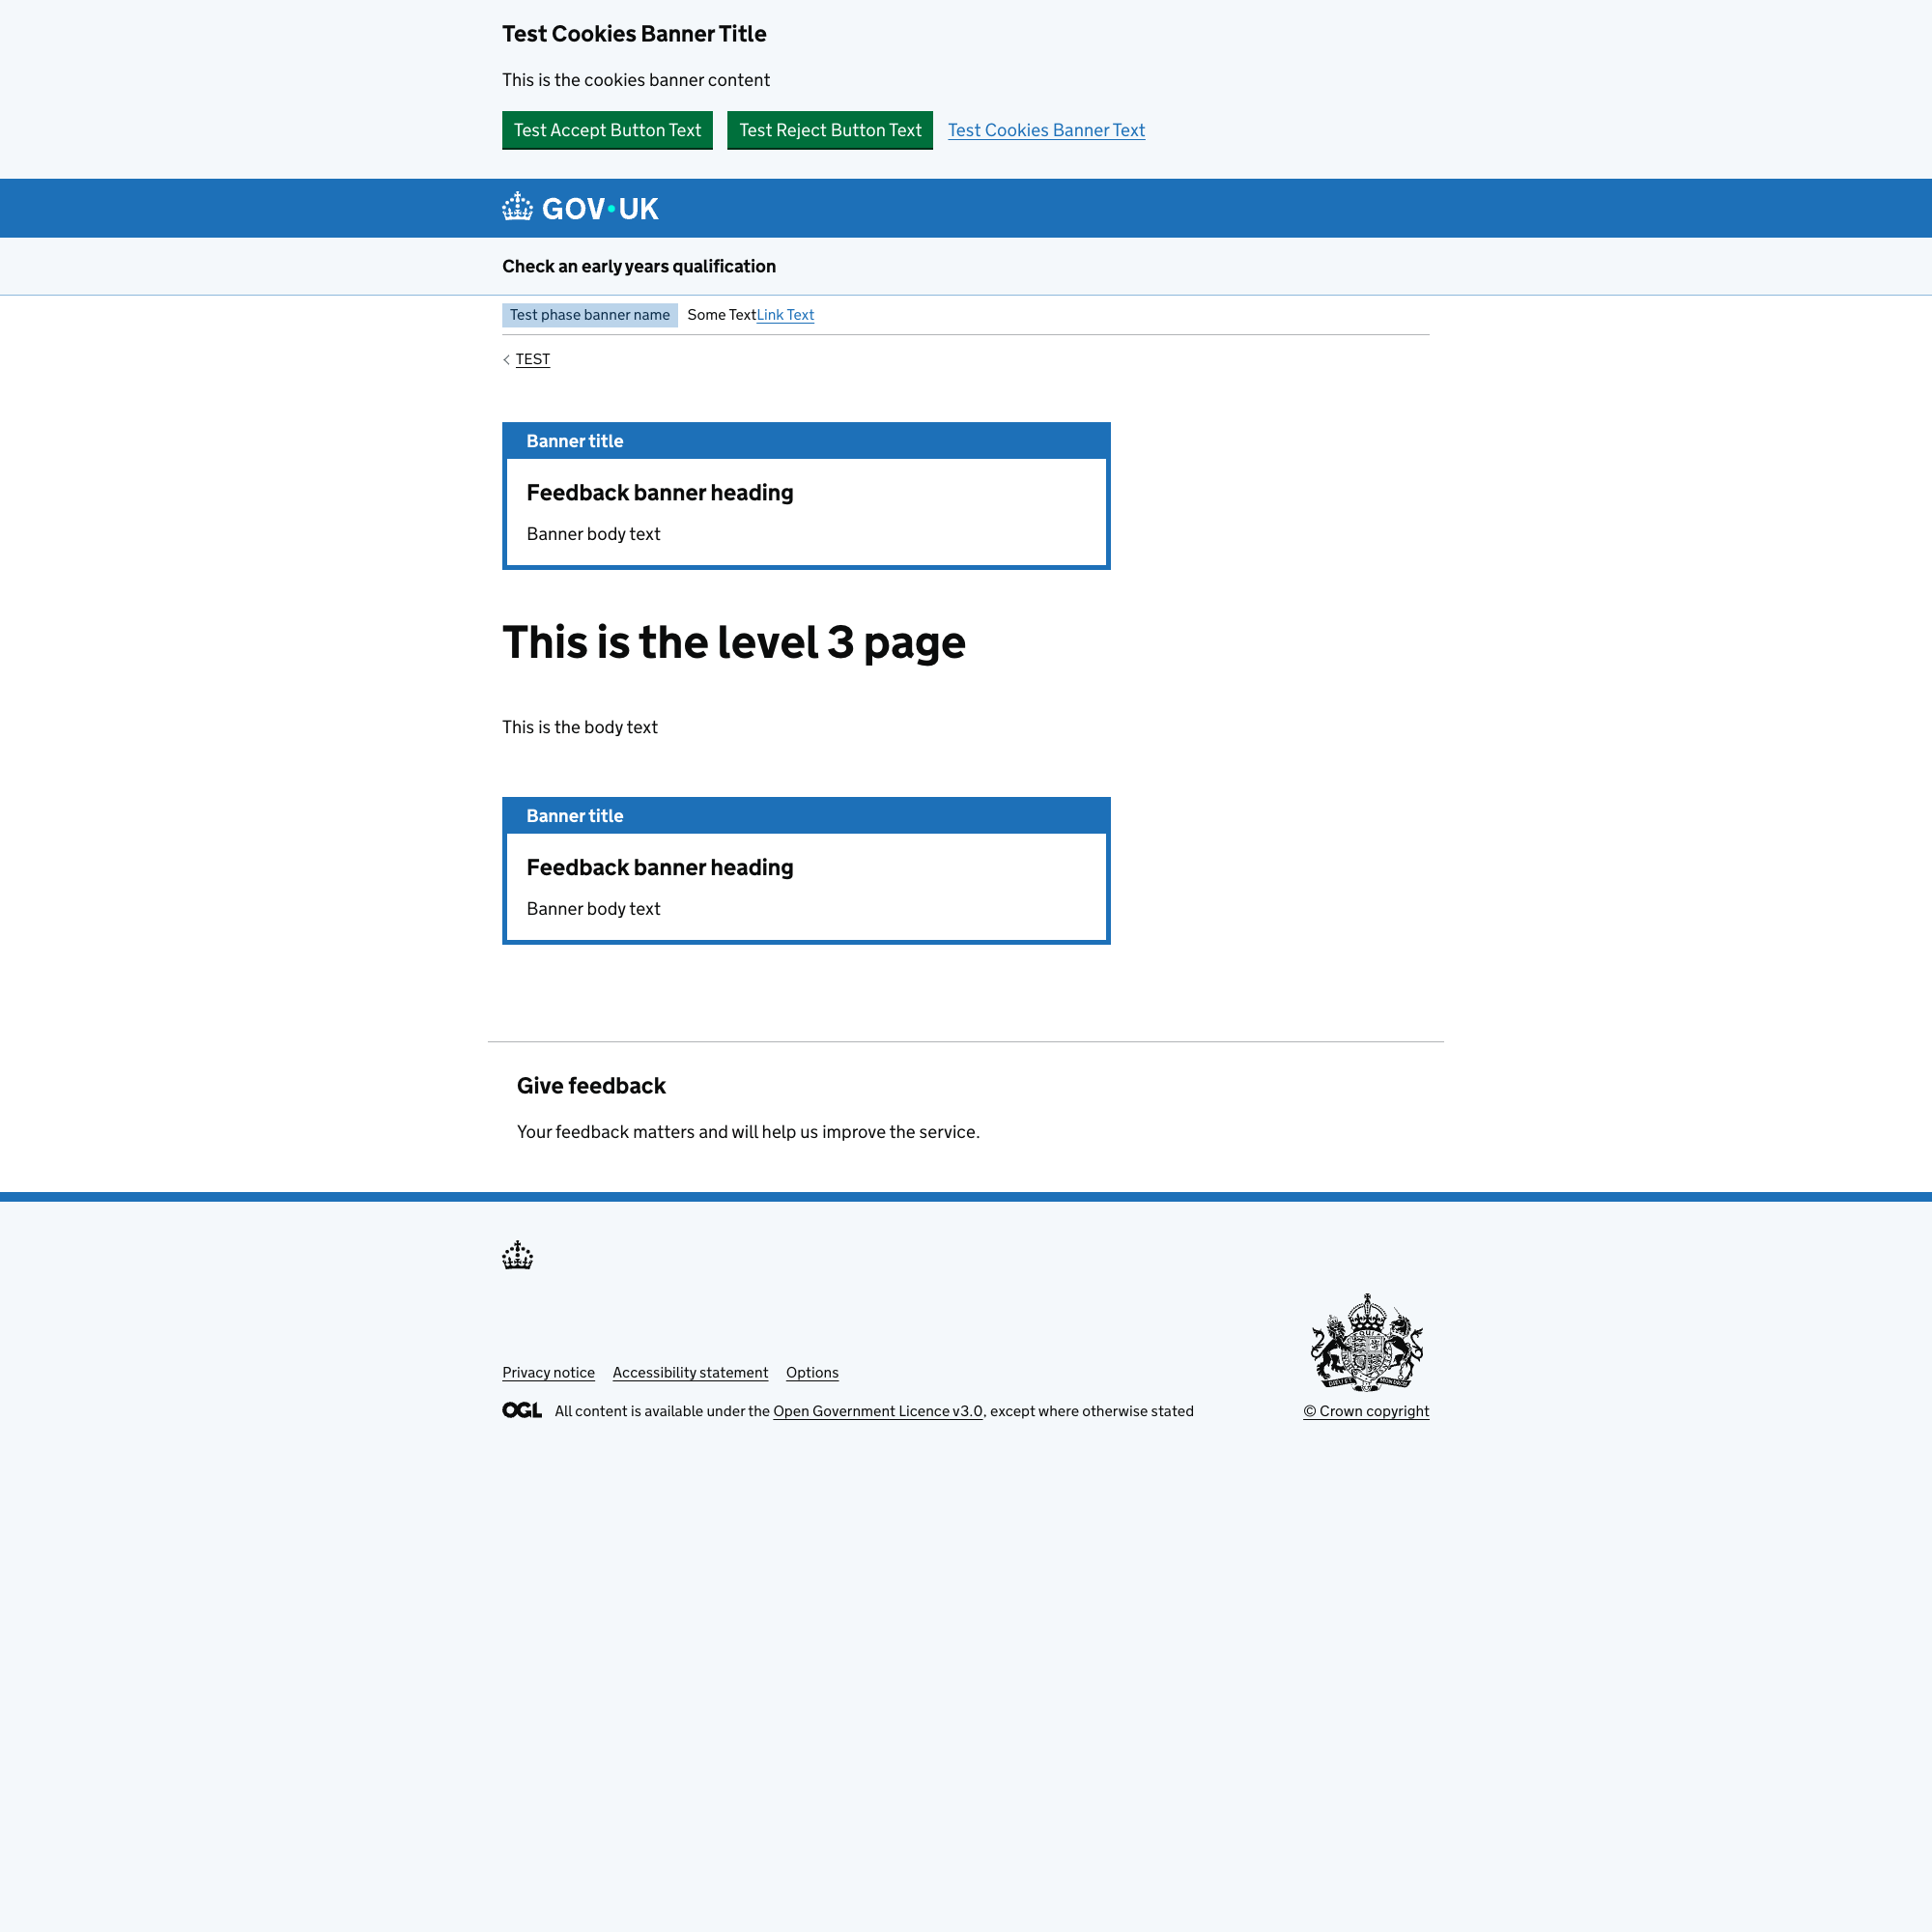 Test Cookies Banner Title
This is the cookies banner content
Test Accept Button Text Test Reject Button Text Test Cookies Banner Text
GOV·UK
Check an early years qualification
Test phase banner name Some TextLink Text
TEST
Banner title
Feedback banner heading
Banner body text
This is the level 3 page
This is the body text
Banner title
Feedback banner heading
Banner body text
Give feedback
Your feedback matters and will help us improve the service.
Privacy notice Accessibility statement Options
OGL All content is available under the Open Government Licence v3.0, except where otherwise stated
© Crown copyright